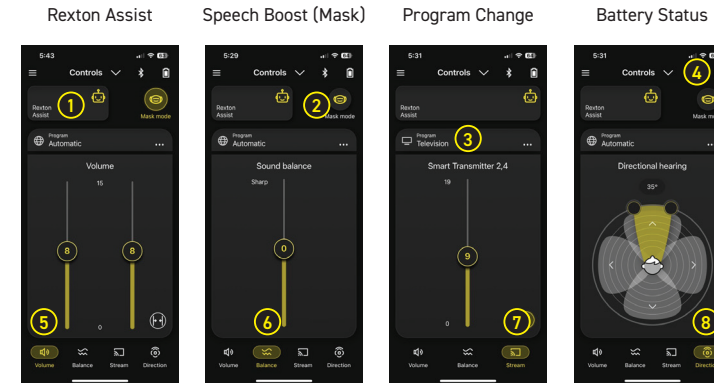 Rexton Assist
Speech Boost (Mask)
Program Change
Battery Status
5:43
Controls
Rexton
Assist
1
Mask mode
Program
Automatic
...
Volume
15
8
8
0
5
Volume
Balance
Stream
Direction
5:29
Controls
Rexton
Assist
2
Mask mode
Program
Automatic
...
Sound balance
Sharp
0
6
Volume
Balance
Stream
Direction
5:31
Controls
Rexton
Assist
Program
Television
3
...
Smart Transmitter 2,4
19
9
0
7
Volume
Balance
Stream
5:31
Controls
4
Rexton
Assist
Program
Automatic
Directional hearing
35°
8
Volume
Balance
Stream